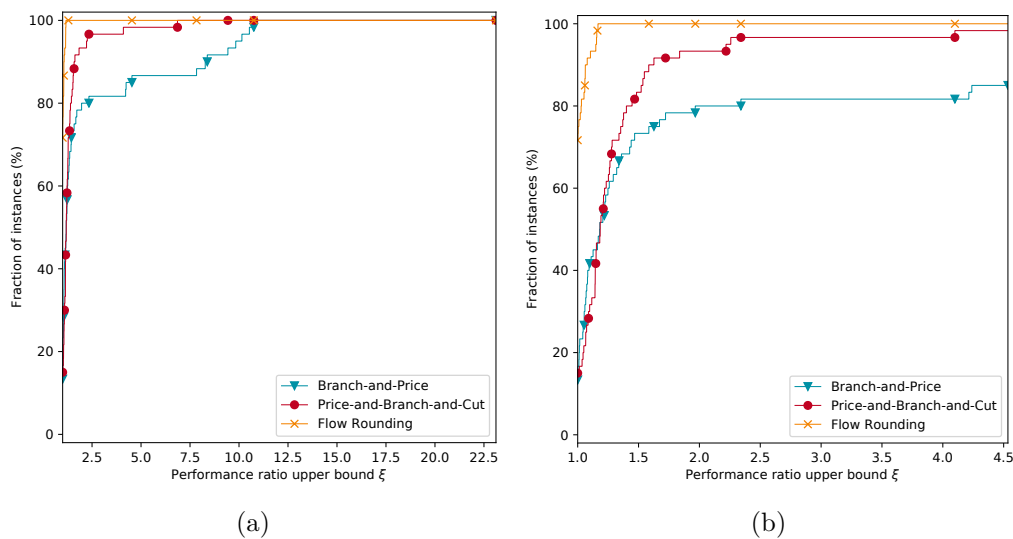 Fraction of instances (%)
100
80
60
40
20
0
Branch-and-Price
Price-and-Branch-and-Cut
Flow Rounding
2.5 5.0 7.5 10.0 12.5 15.0 17.5 20.0 22.5
Performance ratio upper bound ξ
(a)
Fraction of instances (%)
100
80
60
40
20
0
Branch-and-Price
Price-and-Branch-and-Cut
Flow Rounding
1.0 1.5 2.0 2.5 3.0 3.5 4.0 4.5
Performance ratio upper bound ξ
(b)